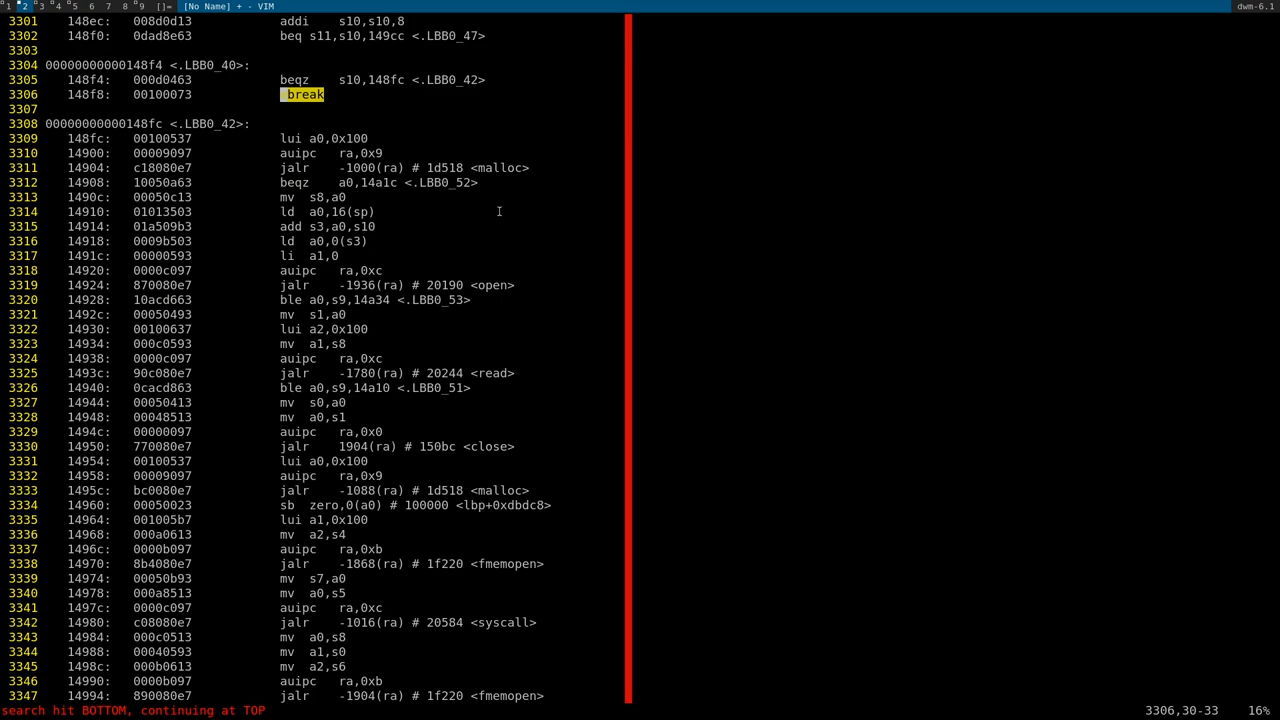 1 2 3 4 5 6 7 8 9 []= [No Name] + - VIM dwm-6.1
3301 148ec: 008d0d13 addi s10,s10,8
3302 148f0: 0dad8e63 beq s11,s10,149cc <.LBB0_47>
3303
3304 00000000000148f4 <.LBB0_40>:
3305 148f4: 000d0463 beqz s10,148fc <.LBB0_42>
3306 148f8: 00100073 break
3307
3308 00000000000148fc <.LBB0_42>:
3309 148fc: 00100537 lui a0,0x100
3310 14900: 00009097 auipc ra,0x9
3311 14904: c18080e7 jalr -1000(ra) # 1d518 <malloc>
3312 14908: 10050a63 beqz a0,14a1c <.LBB0_52>
3313 1490c: 00050c13 mv s8,a0
3314 14910: 01013503 ld a0,16(sp)
3315 14914: 01a509b3 add s3,a0,s10
3316 14918: 0009b503 ld a0,0(s3)
3317 1491c: 00000593 li a1,0
3318 14920: 0000c097 auipc ra,0xc
3319 14924: 870080e7 jalr -1936(ra) # 20190 <open>
3320 14928: 10acd663 ble a0,s9,14a34 <.LBB0_53>
3321 1492c: 00050493 mv s1,a0
3322 14930: 00100637 lui a2,0x100
3323 14934: 000c0593 mv a1,s8
3324 14938: 0000c097 auipc ra,0xc
3325 1493c: 90c080e7 jalr -1780(ra) # 20244 <read>
3326 14940: 0cacd863 ble a0,s9,14a10 <.LBB0_51>
3327 14944: 00050413 mv s0,a0
3328 14948: 00048513 mv a0,s1
3329 1494c: 00000097 auipc ra,0x0
3330 14950: 770080e7 jalr 1904(ra) # 150bc <close>
3331 14954: 00100537 lui a0,0x100
3332 14958: 00009097 auipc ra,0x9
3333 1495c: bc0080e7 jalr -1088(ra) # 1d518 <malloc>
3334 14960: 00050023 sb zero,0(a0) # 100000 <lbp+0xdbdc8>
3335 14964: 001005b7 lui a1,0x100
3336 14968: 000a0613 mv a2,s4
3337 1496c: 0000b097 auipc ra,0xb
3338 14970: 8b4080e7 jalr -1868(ra) # 1f220 <fmemopen>
3339 14974: 00050b93 mv s7,a0
3340 14978: 000a8513 mv a0,s5
3341 1497c: 0000c097 auipc ra,0xc
3342 14980: c08080e7 jalr -1016(ra) # 20584 <syscall>
3343 14984: 000c0513 mv a0,s8
3344 14988: 00040593 mv a1,s0
3345 1498c: 000b0613 mv a2,s6
3346 14990: 0000b097 auipc ra,0xb
3347 14994: 890080e7 jalr -1904(ra) # 1f220 <fmemopen>
search hit BOTTOM, continuing at TOP 3306,30-33 16%